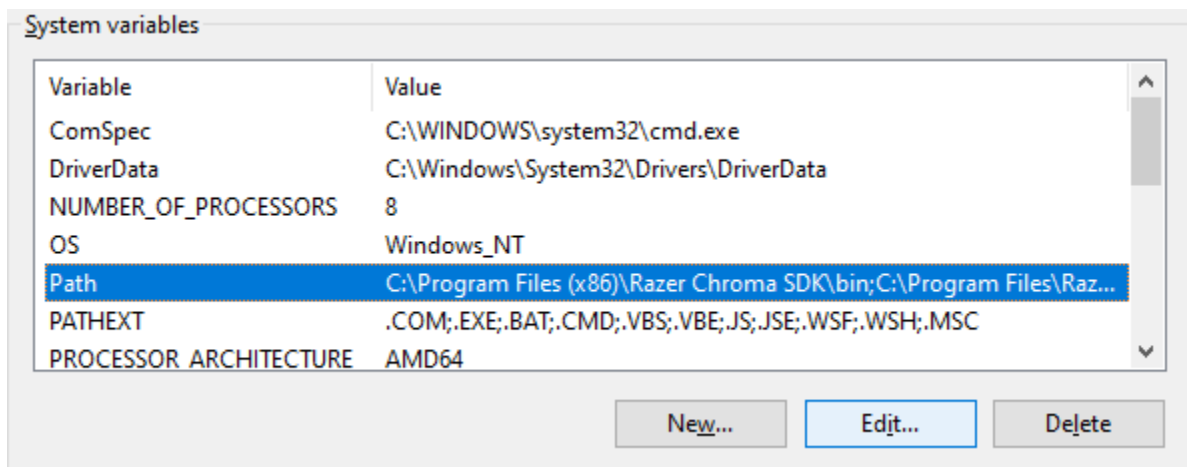 System variables
Variable Value
ComSpec C:\WINDOWS\system32\cmd.exe
DriverData C:\Windows\System32\Drivers\DriverData
NUMBER_OF_PROCESSORS 8
OS Windows_NT
Path C:\Program Files (x86)\Razer Chroma SDK\bin;C:\Program Files\Raz...
PATHEXT .COM;.EXE;.BAT;.CMD;.VBS;.VBE;.JS;.JSE;.WSF;.WSH;.MSC
PROCESSOR_ARCHITECTURE AMD64
New... Edit... Delete